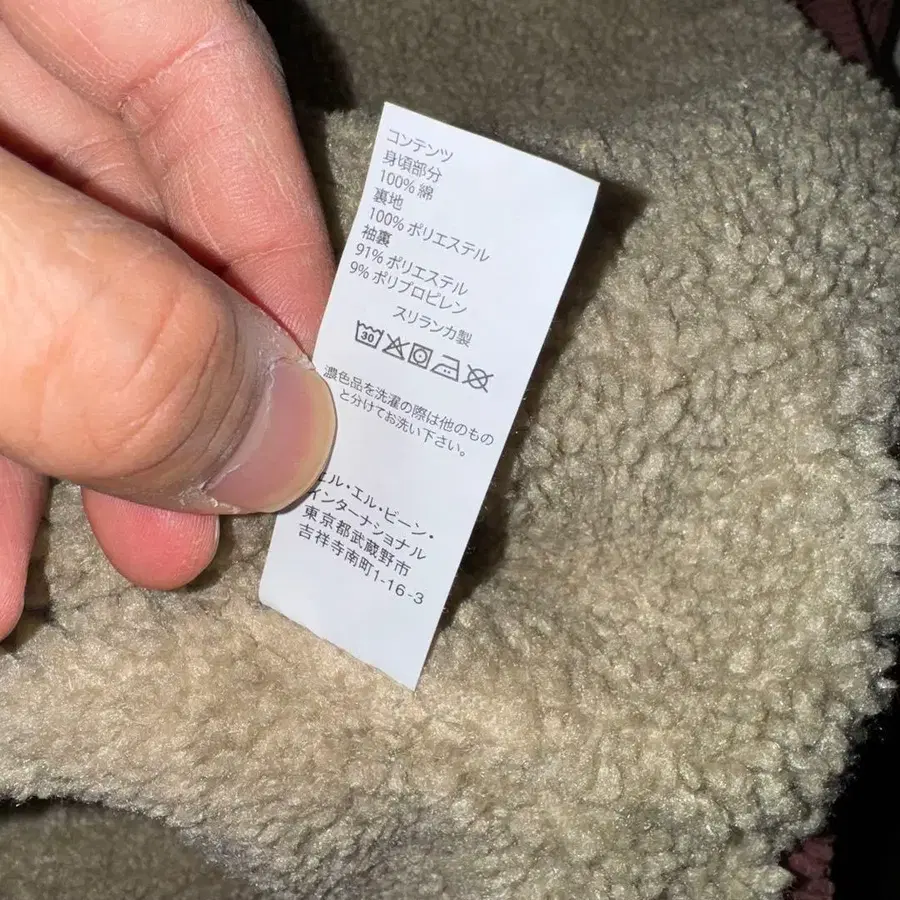 コンテンツ
身頃部分
100% 綿
裏地
100% ポリエステル
袖裏
91% ポリエステル
9% ポリプロピレン
スリランカ製
30
濃色品を洗濯の際は他のもの
と分けてお洗い下さい。
エル・エル・ビーン・
インターナショナル
東京都武蔵野市
吉祥寺南町1-16-3